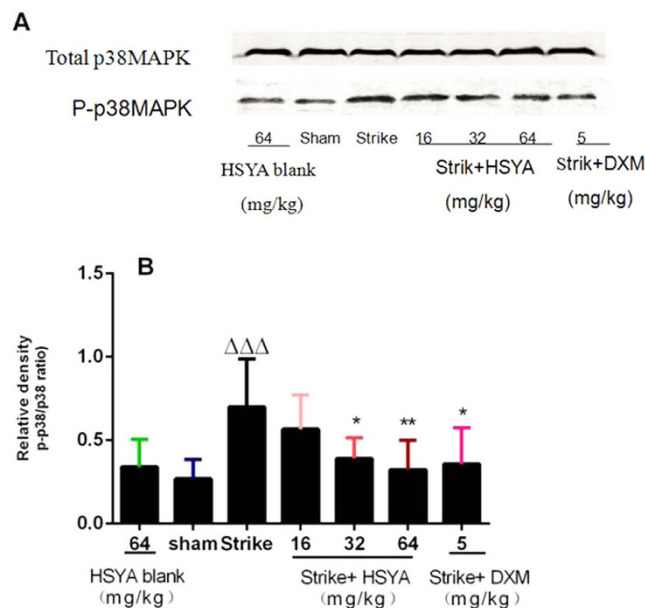 A
Total p38MAPK
P-p38MAPK
64 Sham Strike 16 32 64 5
HSYA blank Strik+HSYA Strik+DXM
(mg/kg) (mg/kg) (mg/kg)
B
Relative density
p-p38/p38 ratio)
1.5
1.0
0.5
0.0
ΔΔΔ
*
**
*
64 sham Strike 16 32 64 5
HSYA blank Strike+ HSYA Strike+ DXM
(mg/kg) (mg/kg) (mg/kg)